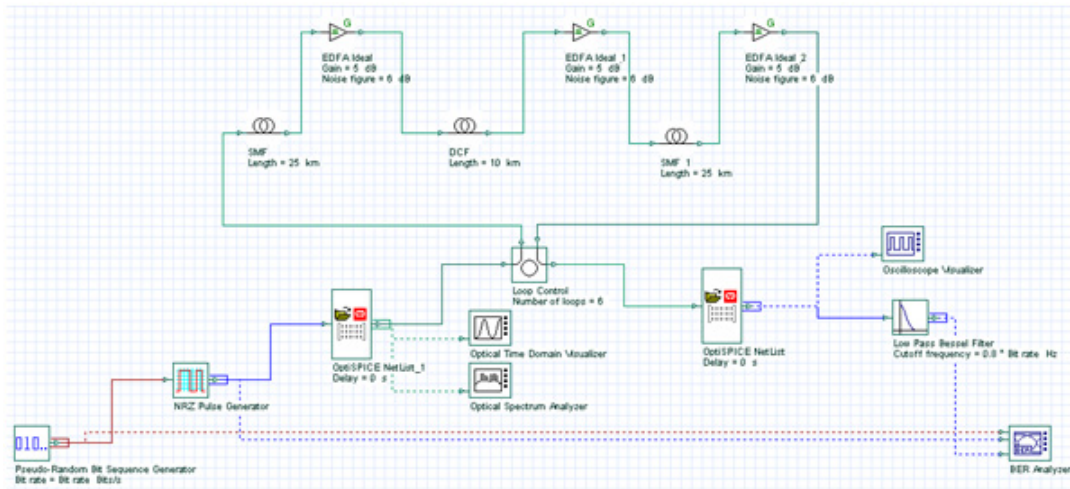 G
EDFA Ideal
Gain = 5 dB
Noise figure = 6 dB
G
EDFA Ideal_1
Gain = 5 dB
Noise figure = 6 dB
G
EDFA Ideal_2
Gain = 5 dB
Noise figure = 6 dB
SMF
Length = 25 km
DCF
Length = 10 km
SMF_1
Length = 25 km
Loop Control
Number of loops = 6
Oscilloscope Visualizer
OptiSPICE NetList_1
Delay = 0 s
Optical Time Domain Visualizer
OptiSPICE NetList
Delay = 0 s
Low Pass Bessel Filter
Cutoff frequency = 0.8 * Bit rate Hz
NRZ Pulse Generator
Optical Spectrum Analyzer
010..
Pseudo-Random Bit Sequence Generator
Bit rate = Bit rate Bits/s
BER Analyzer